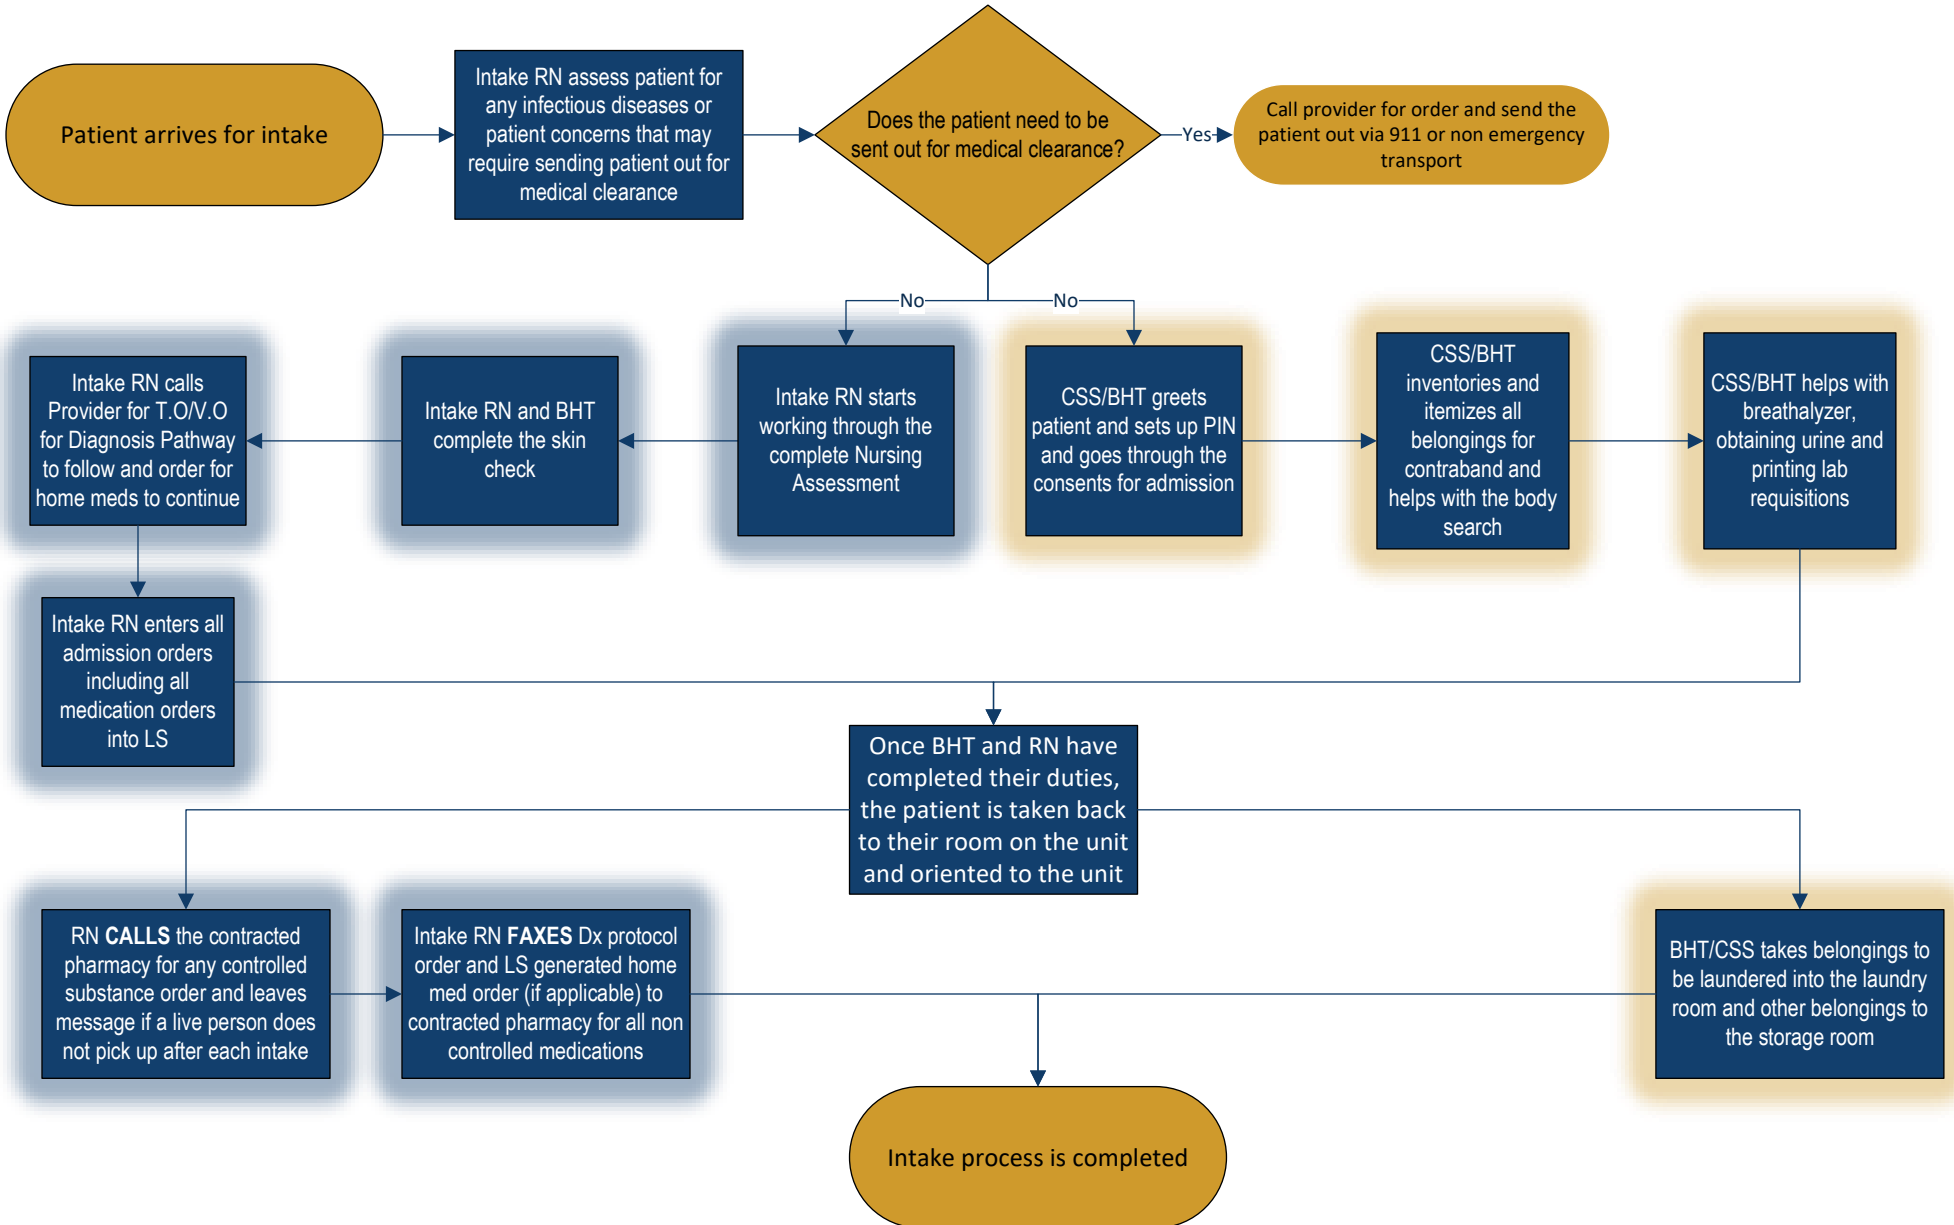 Patient arrives for intake
Intake RN assess patient for
any infectious diseases or
patient concerns that may
require sending patient out for
medical clearance
Does the patient need to be
sent out for medical clearance?
Yes
Call provider for order and send the
patient out via 911 or non emergency
transport
No
No
Intake RN calls
Provider for T.O/V.O
for Diagnosis Pathway
to follow and order for
home meds to continue
Intake RN and BHT
complete the skin
check
Intake RN starts
working through the
complete Nursing
Assessment
CSS/BHT greets
patient and sets up PIN
and goes through the
consents for admission
CSS/BHT
inventories and
itemizes all
belongings for
contraband and
helps with the body
search
CSS/BHT helps with
breathalyzer,
obtaining urine and
printing lab
requisitions
Intake RN enters all
admission orders
including all
medication orders
into LS
Once BHT and RN have
completed their duties,
the patient is taken back
to their room on the unit
and oriented to the unit
RN CALLS the contracted
pharmacy for any controlled
substance order and leaves
message if a live person does
not pick up after each intake
Intake RN FAXES Dx protocol
order and LS generated home
med order (if applicable) to
contracted pharmacy for all non
controlled medications
BHT/CSS takes belongings to
be laundered into the laundry
room and other belongings to
the storage room
Intake process is completed